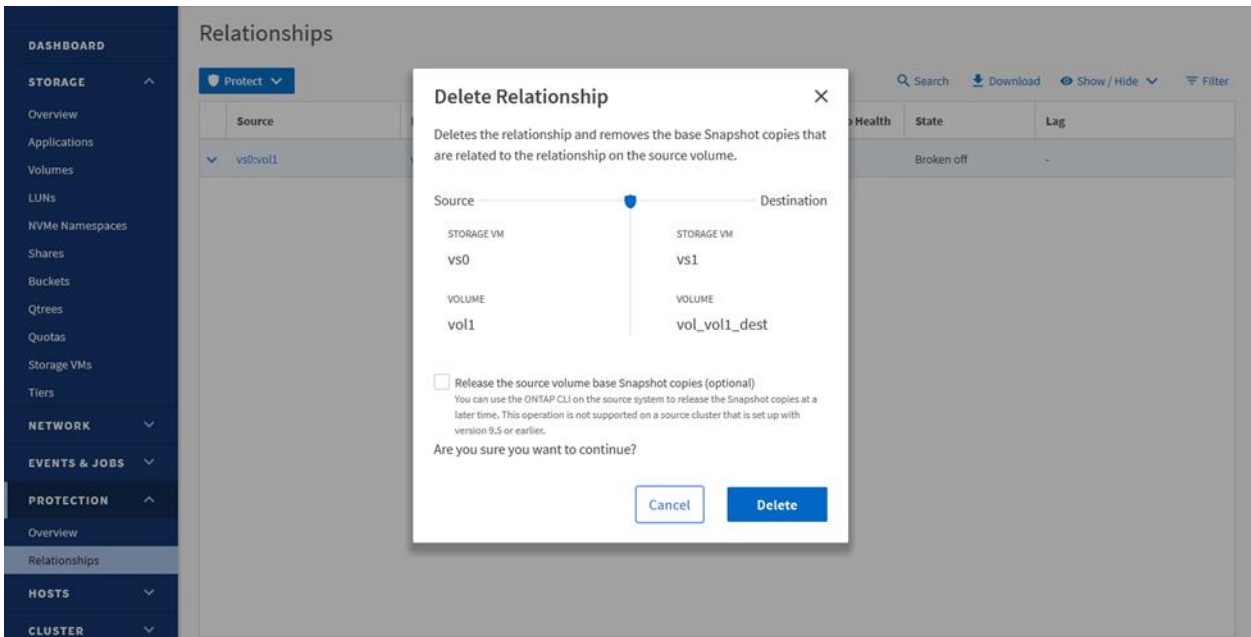 DASHBOARD
STORAGE
Overview
Applications
Volumes
LUNs
NVMe Namespaces
Shares
Buckets
Qtrees
Quotas
Storage VMs
Tiers
NETWORK
EVENTS & JOBS
PROTECTION
Overview
Relationships
HOSTS
CLUSTER
Relationships
Protect
Search Download Show / Hide Filter
Source Health State Lag
vs0:vol1 Broken off -
Delete Relationship
Deletes the relationship and removes the base Snapshot copies that
are related to the relationship on the source volume.
Source Destination
STORAGE VM STORAGE VM
vs0 vs1
VOLUME VOLUME
vol1 vol_vol1_dest
Release the source volume base Snapshot copies (optional)
You can use the ONTAP CLI on the source system to release the Snapshot copies at a
later time. This operation is not supported on a source cluster that is set up with
version 9.5 or earlier.
Are you sure you want to continue?
Cancel Delete